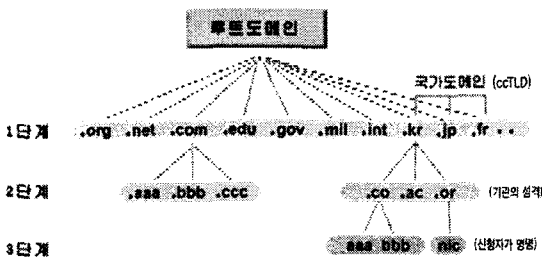 루트도메인
국가도메인 (ccTLD)
1단계 .org .net .com .edu .gov .mil .int .kr .jp .fr . .
2단계 .aaa .bbb .ccc .co .ac .or (기관의 성격)
3단계 aaa bbb nic (신청자가 명명)